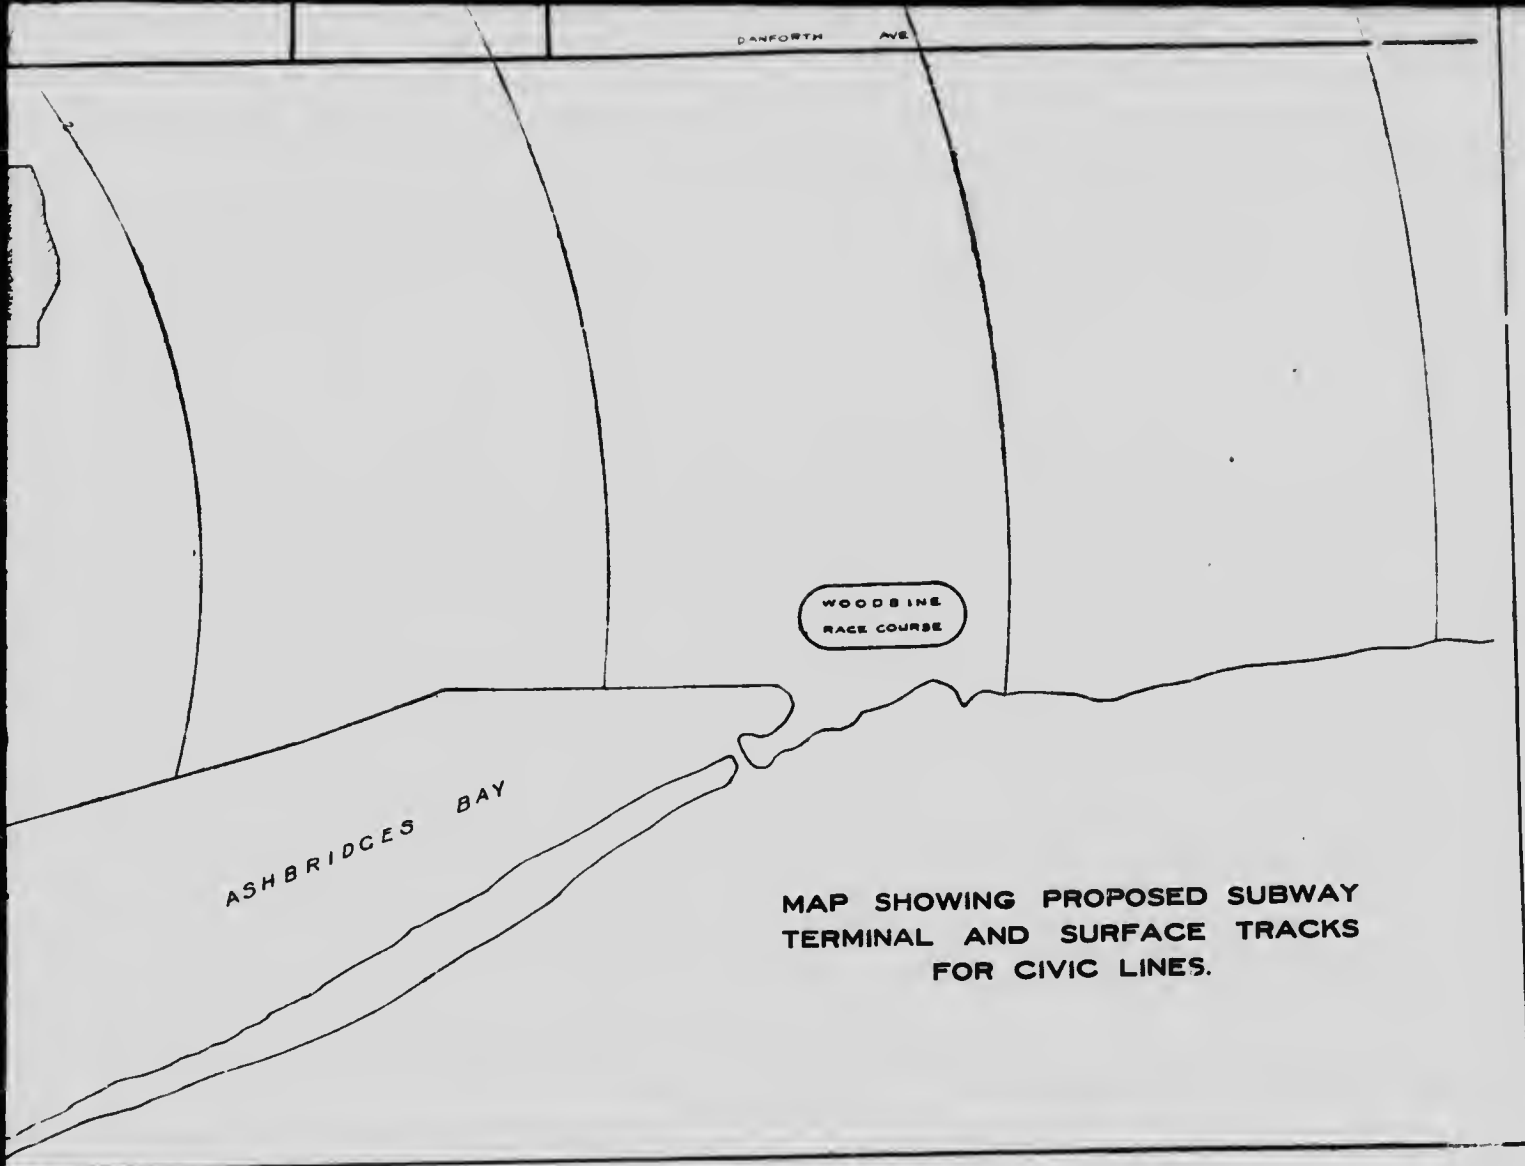 DANFORTH AVE
WOODBINE
RACE COURSE
ASHBRIDGES BAY
MAP SHOWING PROPOSED SUBWAY
TERMINAL AND SURFACE TRACKS
FOR CIVIC LINES.